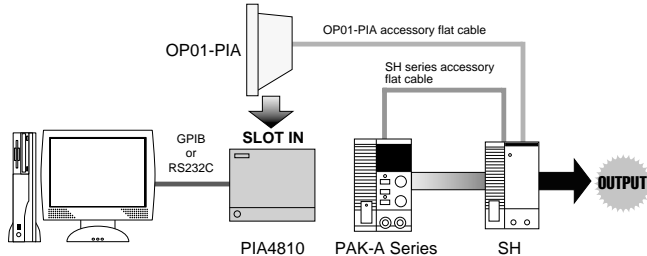 OP01-PIA accessory flat cable
OP01-PIA
SH series accessory
flat cable
GPIB
or
RS232C
SLOT IN
OUTPUT
PIA4810
PAK-A Series
SH